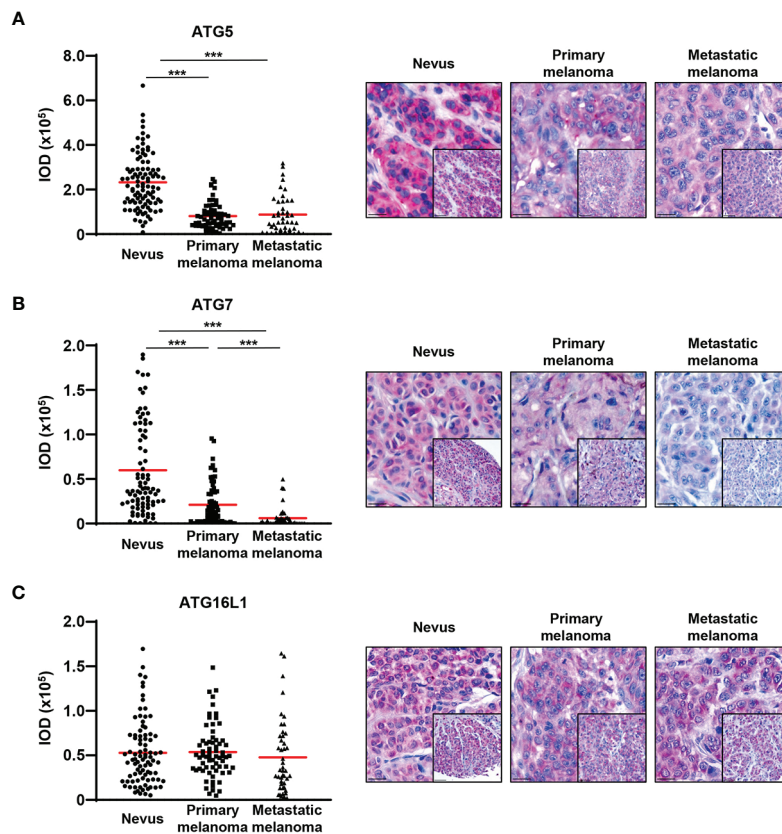 A
ATG5
8.0
6.0
4.0
2.0
0
IOD (x10⁵)
***
***
Nevus
Primary
melanoma
Metastatic
melanoma
Nevus
Primary
melanoma
Metastatic
melanoma
B
ATG7
2.0
1.5
1.0
0.5
0
IOD (x10⁵)
***
***
***
Nevus
Primary
melanoma
Metastatic
melanoma
Nevus
Primary
melanoma
Metastatic
melanoma
C
ATG16L1
2.0
1.5
1.0
0.5
0
IOD (x10⁵)
Nevus
Primary
melanoma
Metastatic
melanoma
Nevus
Primary
melanoma
Metastatic
melanoma